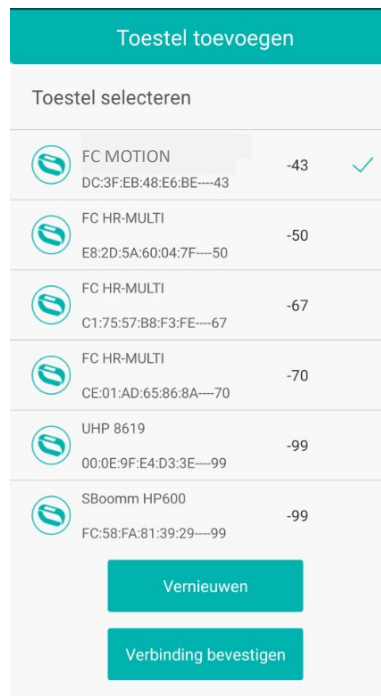 Toestel toevoegen
Toestel selecteren
FC MOTION
-43
DC:3F:EB:48:E6:BE----43
FC HR-MULTI
-50
E8:2D:5A:60:04:7F----50
FC HR-MULTI
-67
C1:75:57:B8:F3:FE----67
FC HR-MULTI
-70
CE:01:AD:65:86:8A----70
UHP 8619
-99
00:0E:9F:E4:D3:3E----99
SBoomm HP600
-99
FC:58:FA:81:39:29----99
Vernieuwen
Verbinding bevestigen